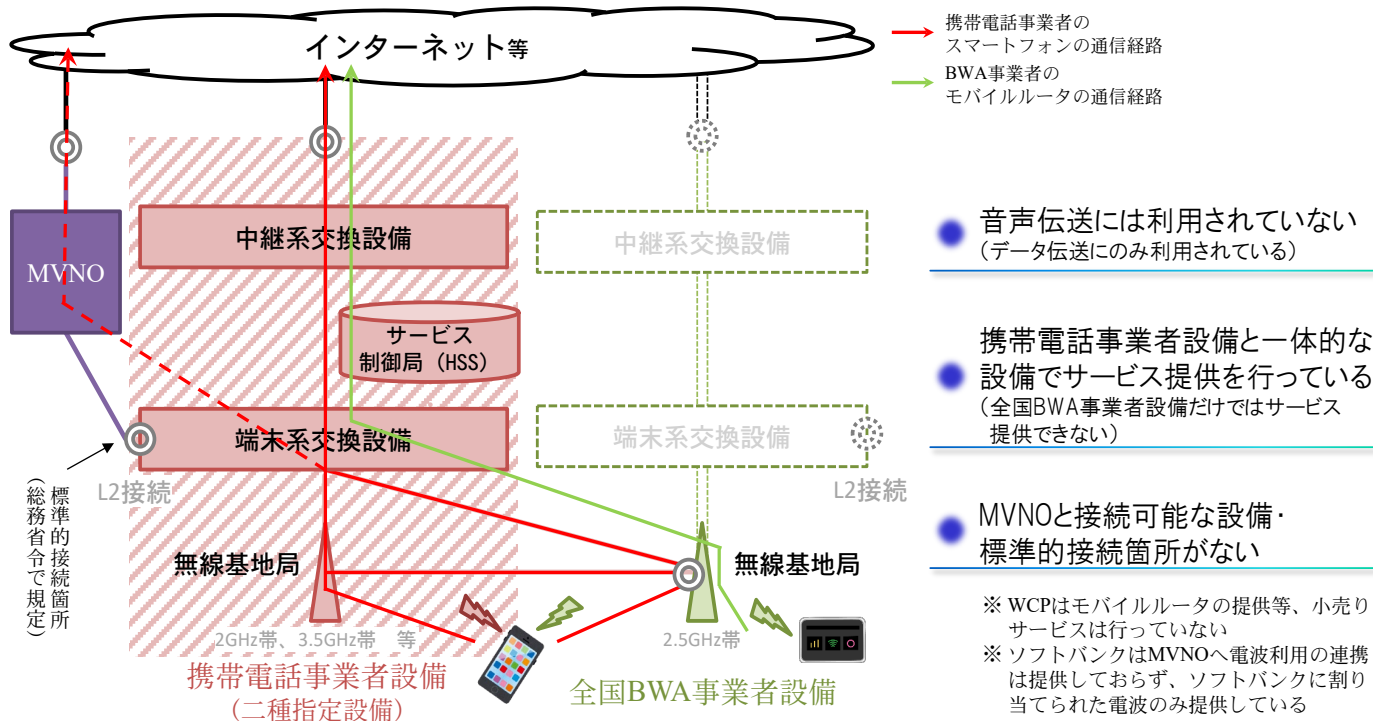 インターネット等
携帯電話事業者の
スマートフォンの通信経路
BWA事業者の
モバイルルータの通信経路
MVNO
中継系交換設備
中継系交換設備
サービス
制御局（HSS）
端末系交換設備
端末系交換設備
L2接続
L2接続
標準的接続箇所
（総務省令で規定）
無線基地局
無線基地局
2GHz帯、3.5GHz帯　等
2.5GHz帯
携帯電話事業者設備
（二種指定設備）
全国BWA事業者設備
音声伝送には利用されていない
（データ伝送にのみ利用されている）
携帯電話事業者設備と一体的な
設備でサービス提供を行っている
（全国BWA事業者設備だけではサービス
提供できない）
MVNOと接続可能な設備・
標準的接続箇所がない
※ WCPはモバイルルータの提供等、小売り
サービスは行っていない
※ ソフトバンクはMVNOへ電波利用の連携
は提供しておらず、ソフトバンクに割り
当てられた電波のみ提供している